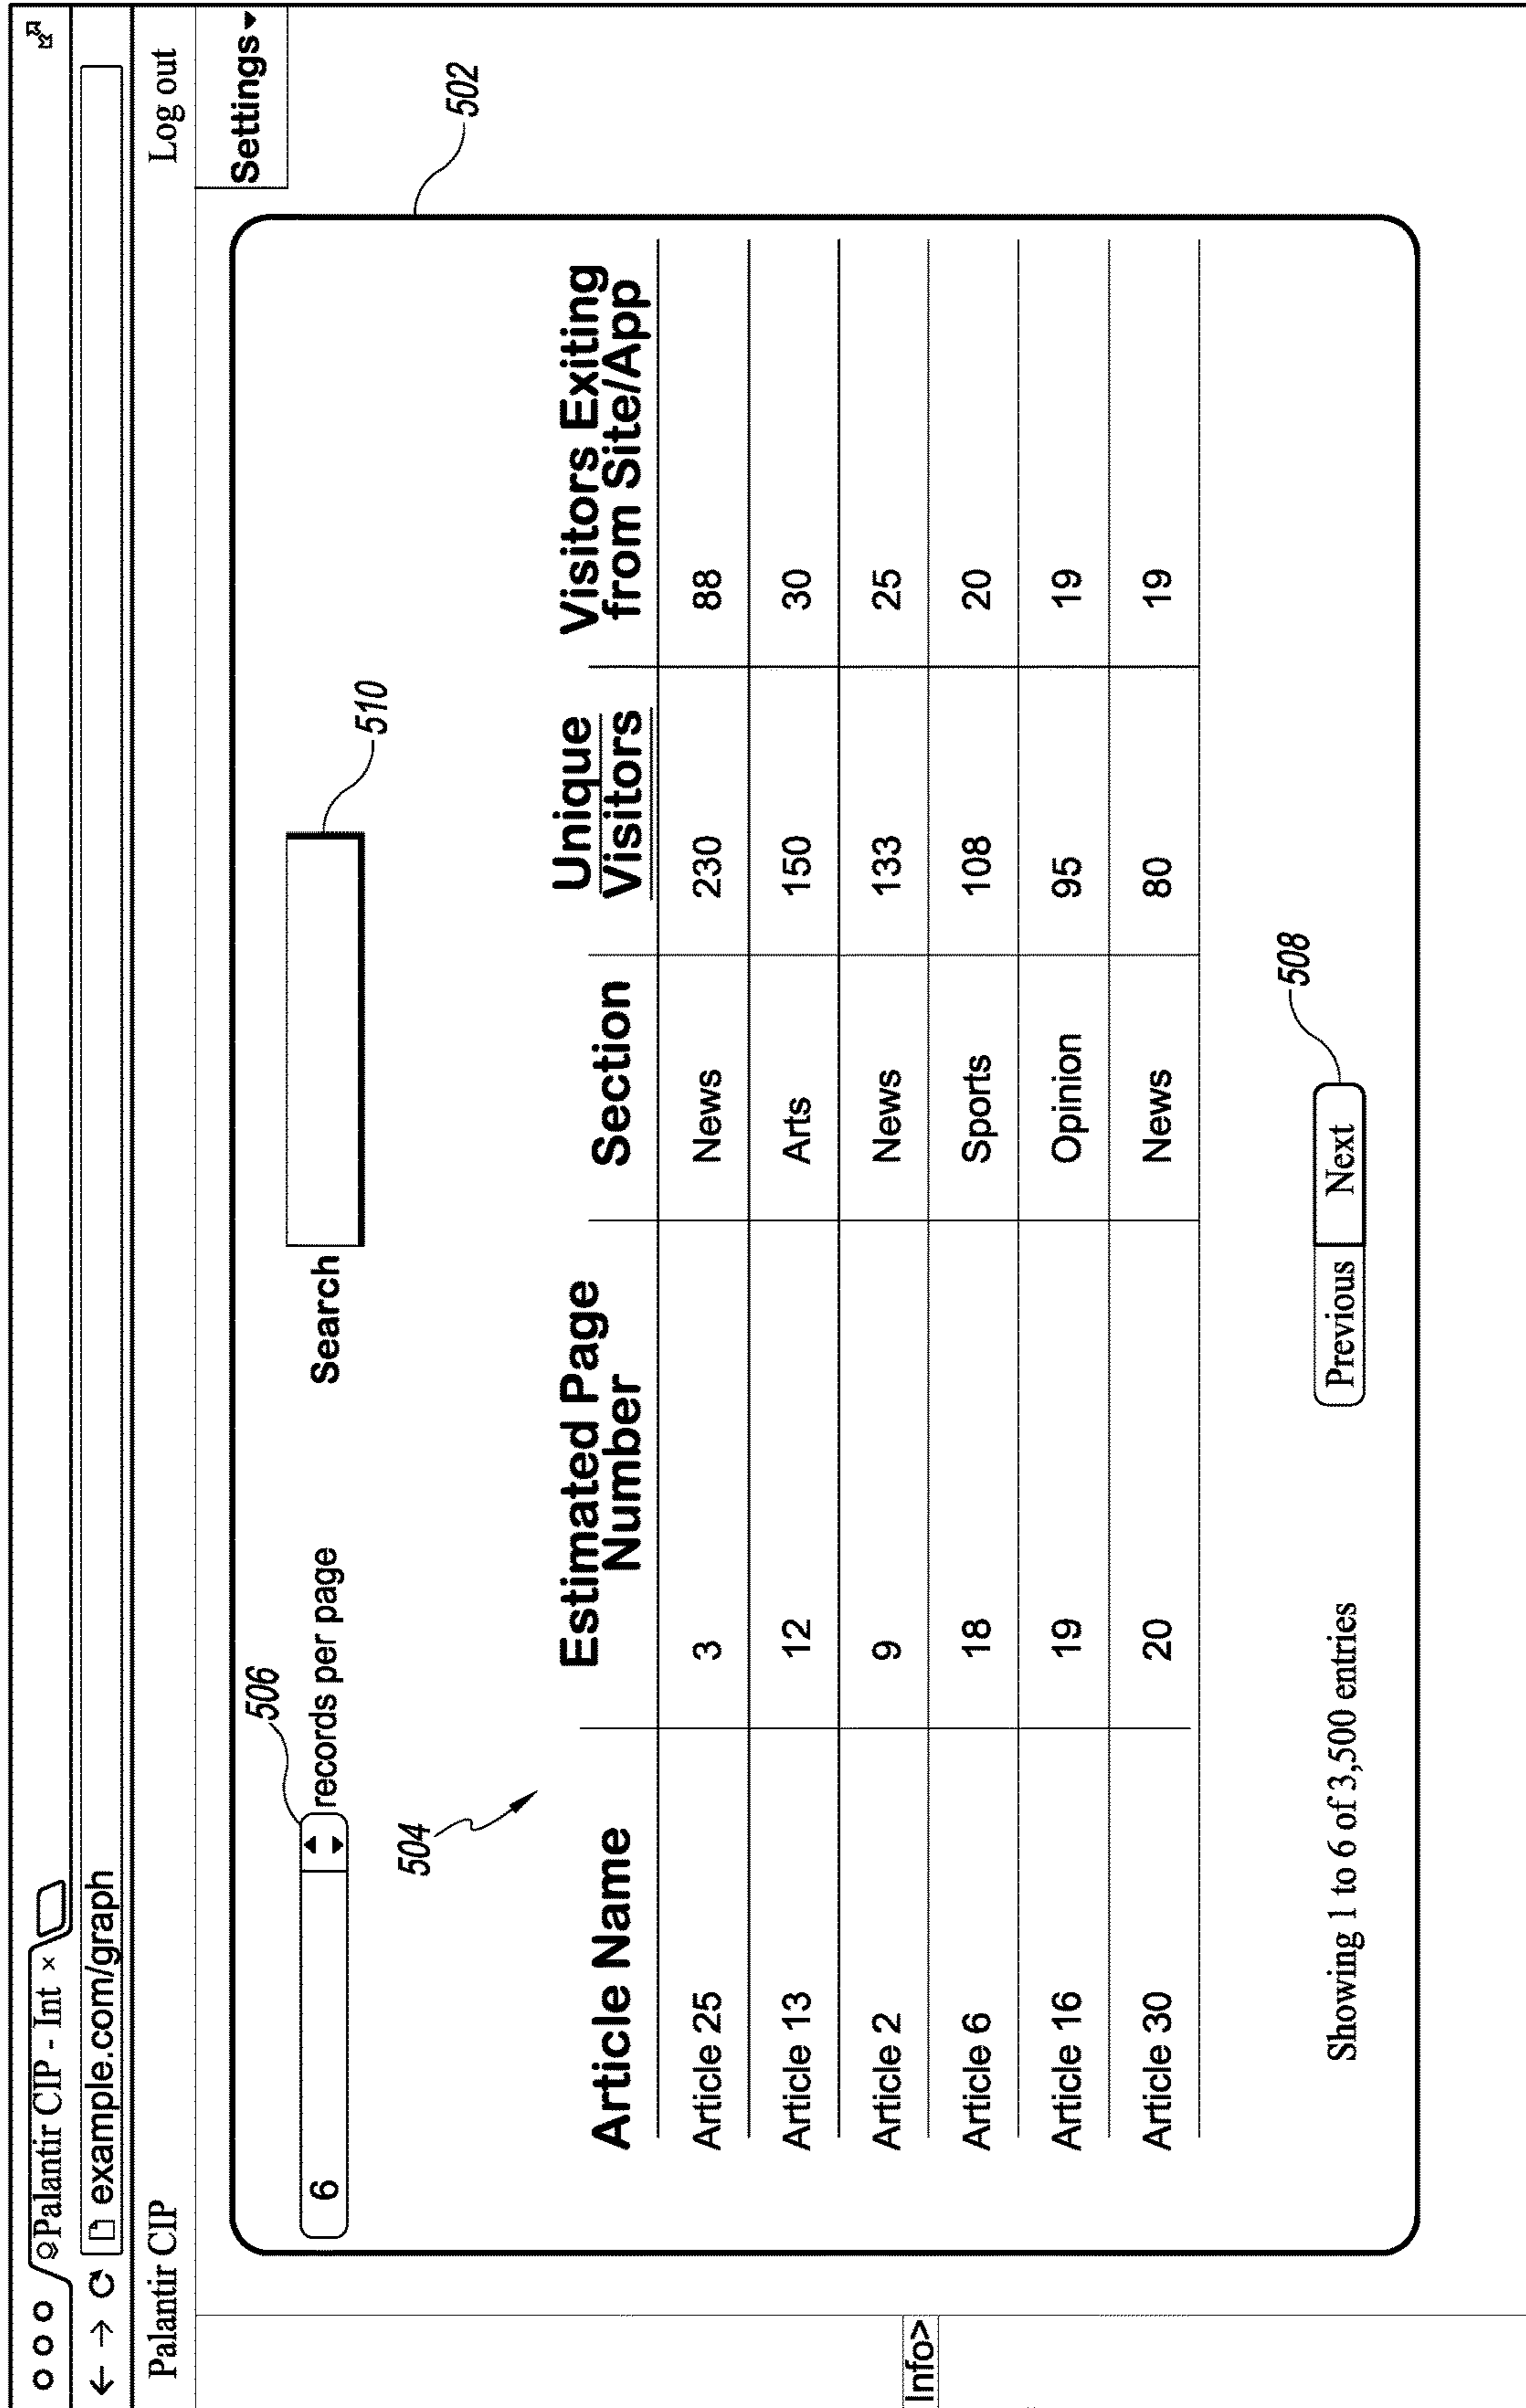 Palantir CIP - Int ×
example.com/graph
Palantir CIP
Log out
Settings
502
506
6
records per page
Search
510
504
Article Name
Estimated Page Number
Section
Unique Visitors
Visitors Exiting from Site/App
Article 25 3 News 230 88
Article 13 12 Arts 150 30
Article 2 9 News 133 25
Article 6 18 Sports 108 20
Article 16 19 Opinion 95 19
Article 30 20 News 80 19
Info>
Showing 1 to 6 of 3,500 entries
Previous
Next
508